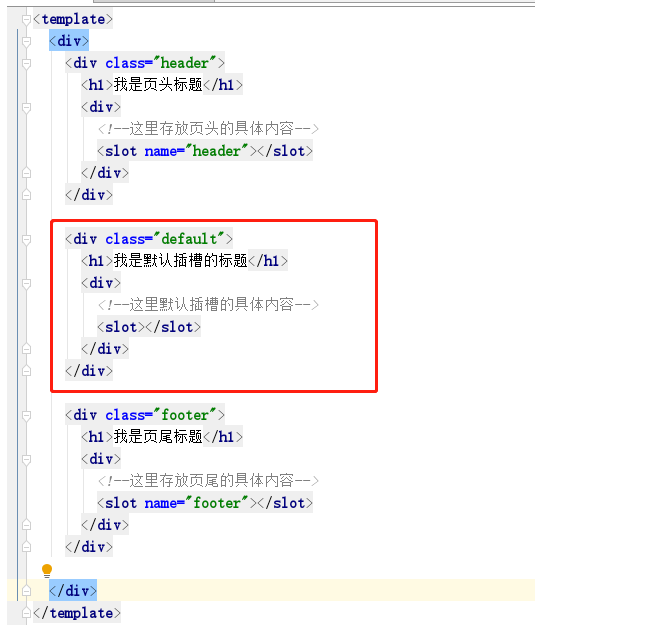 <template>
<div>
<div class="header">
<h1>我是页头标题</h1>
<div>
<!--这里存放页头的具体内容-->
<slot name="header"></slot>
</div>
</div>
<div class="default">
<h1>我是默认插槽的标题</h1>
<div>
<!--这里默认插槽的具体内容-->
<slot></slot>
</div>
</div>
<div class="footer">
<h1>我是页尾标题</h1>
<div>
<!--这里存放页尾的具体内容-->
<slot name="footer"></slot>
</div>
</div>
</div>
</template>